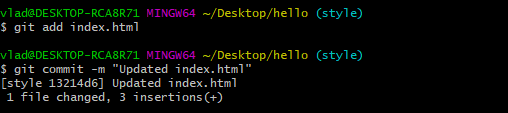 vlad@DESKTOP-RCA8R71 MINGW64 ~/Desktop/hello (style)
$ git add index.html
vlad@DESKTOP-RCA8R71 MINGW64 ~/Desktop/hello (style)
$ git commit -m "Updated index.html"
[style 13214d6] Updated index.html
 1 file changed, 3 insertions(+)